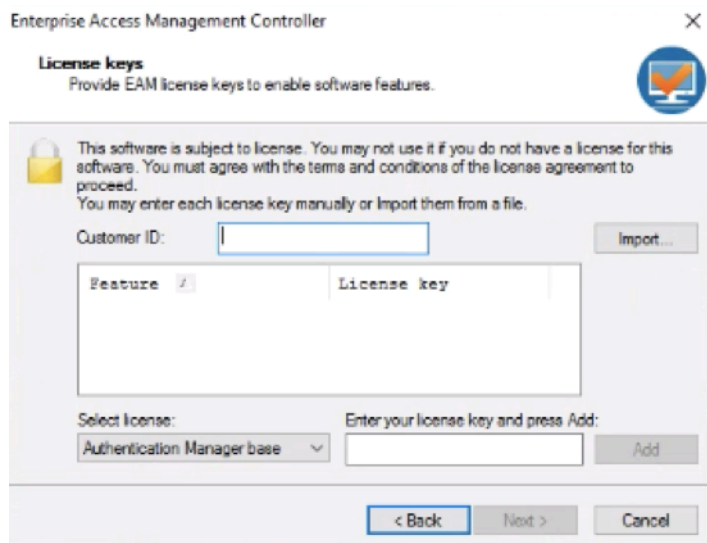 Enterprise Access Management Controller
License keys
Provide EAM license keys to enable software features.
This software is subject to license. You may not use it if you do not have a license for this
software. You must agree with the terms and conditions of the license agreement to
proceed.
You may enter each license key manually or Import them from a file.
Customer ID:
Import...
Feature / License key
Select license:
Enter your license key and press Add:
Authentication Manager base
Add
< Back Next > Cancel